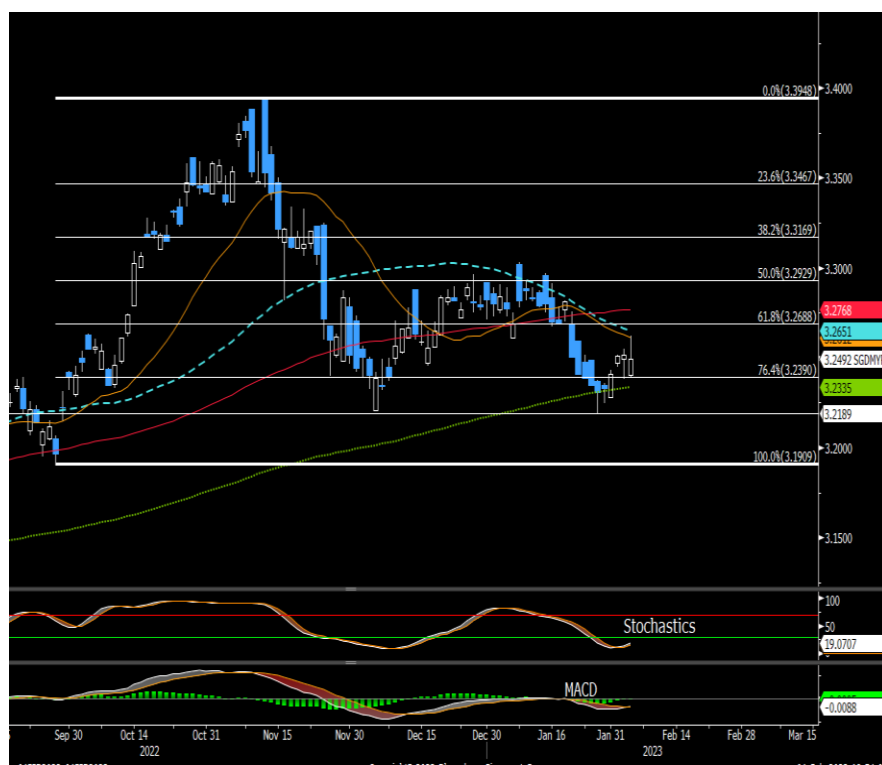 0.0%(3.3948)
3.4000
3.3500
23.6%(3.3467)
38.2%(3.3169)
3.3000
50.0%(3.2929)
3.2768
61.8%(3.2688)
3.2651
3.2492 SGDMY
76.4%(3.2390)
3.2335
3.2189
3.2000
100.0%(3.1909)
3.1500
100
Stochastics
50
19.0707
MACD
-0.0088
Sep 30
Oct 14
Oct 31
Nov 15
Nov 30
Dec 15
Dec 30
Jan 16
Jan 31
Feb 14
Feb 28
Mar 15
2022
2023